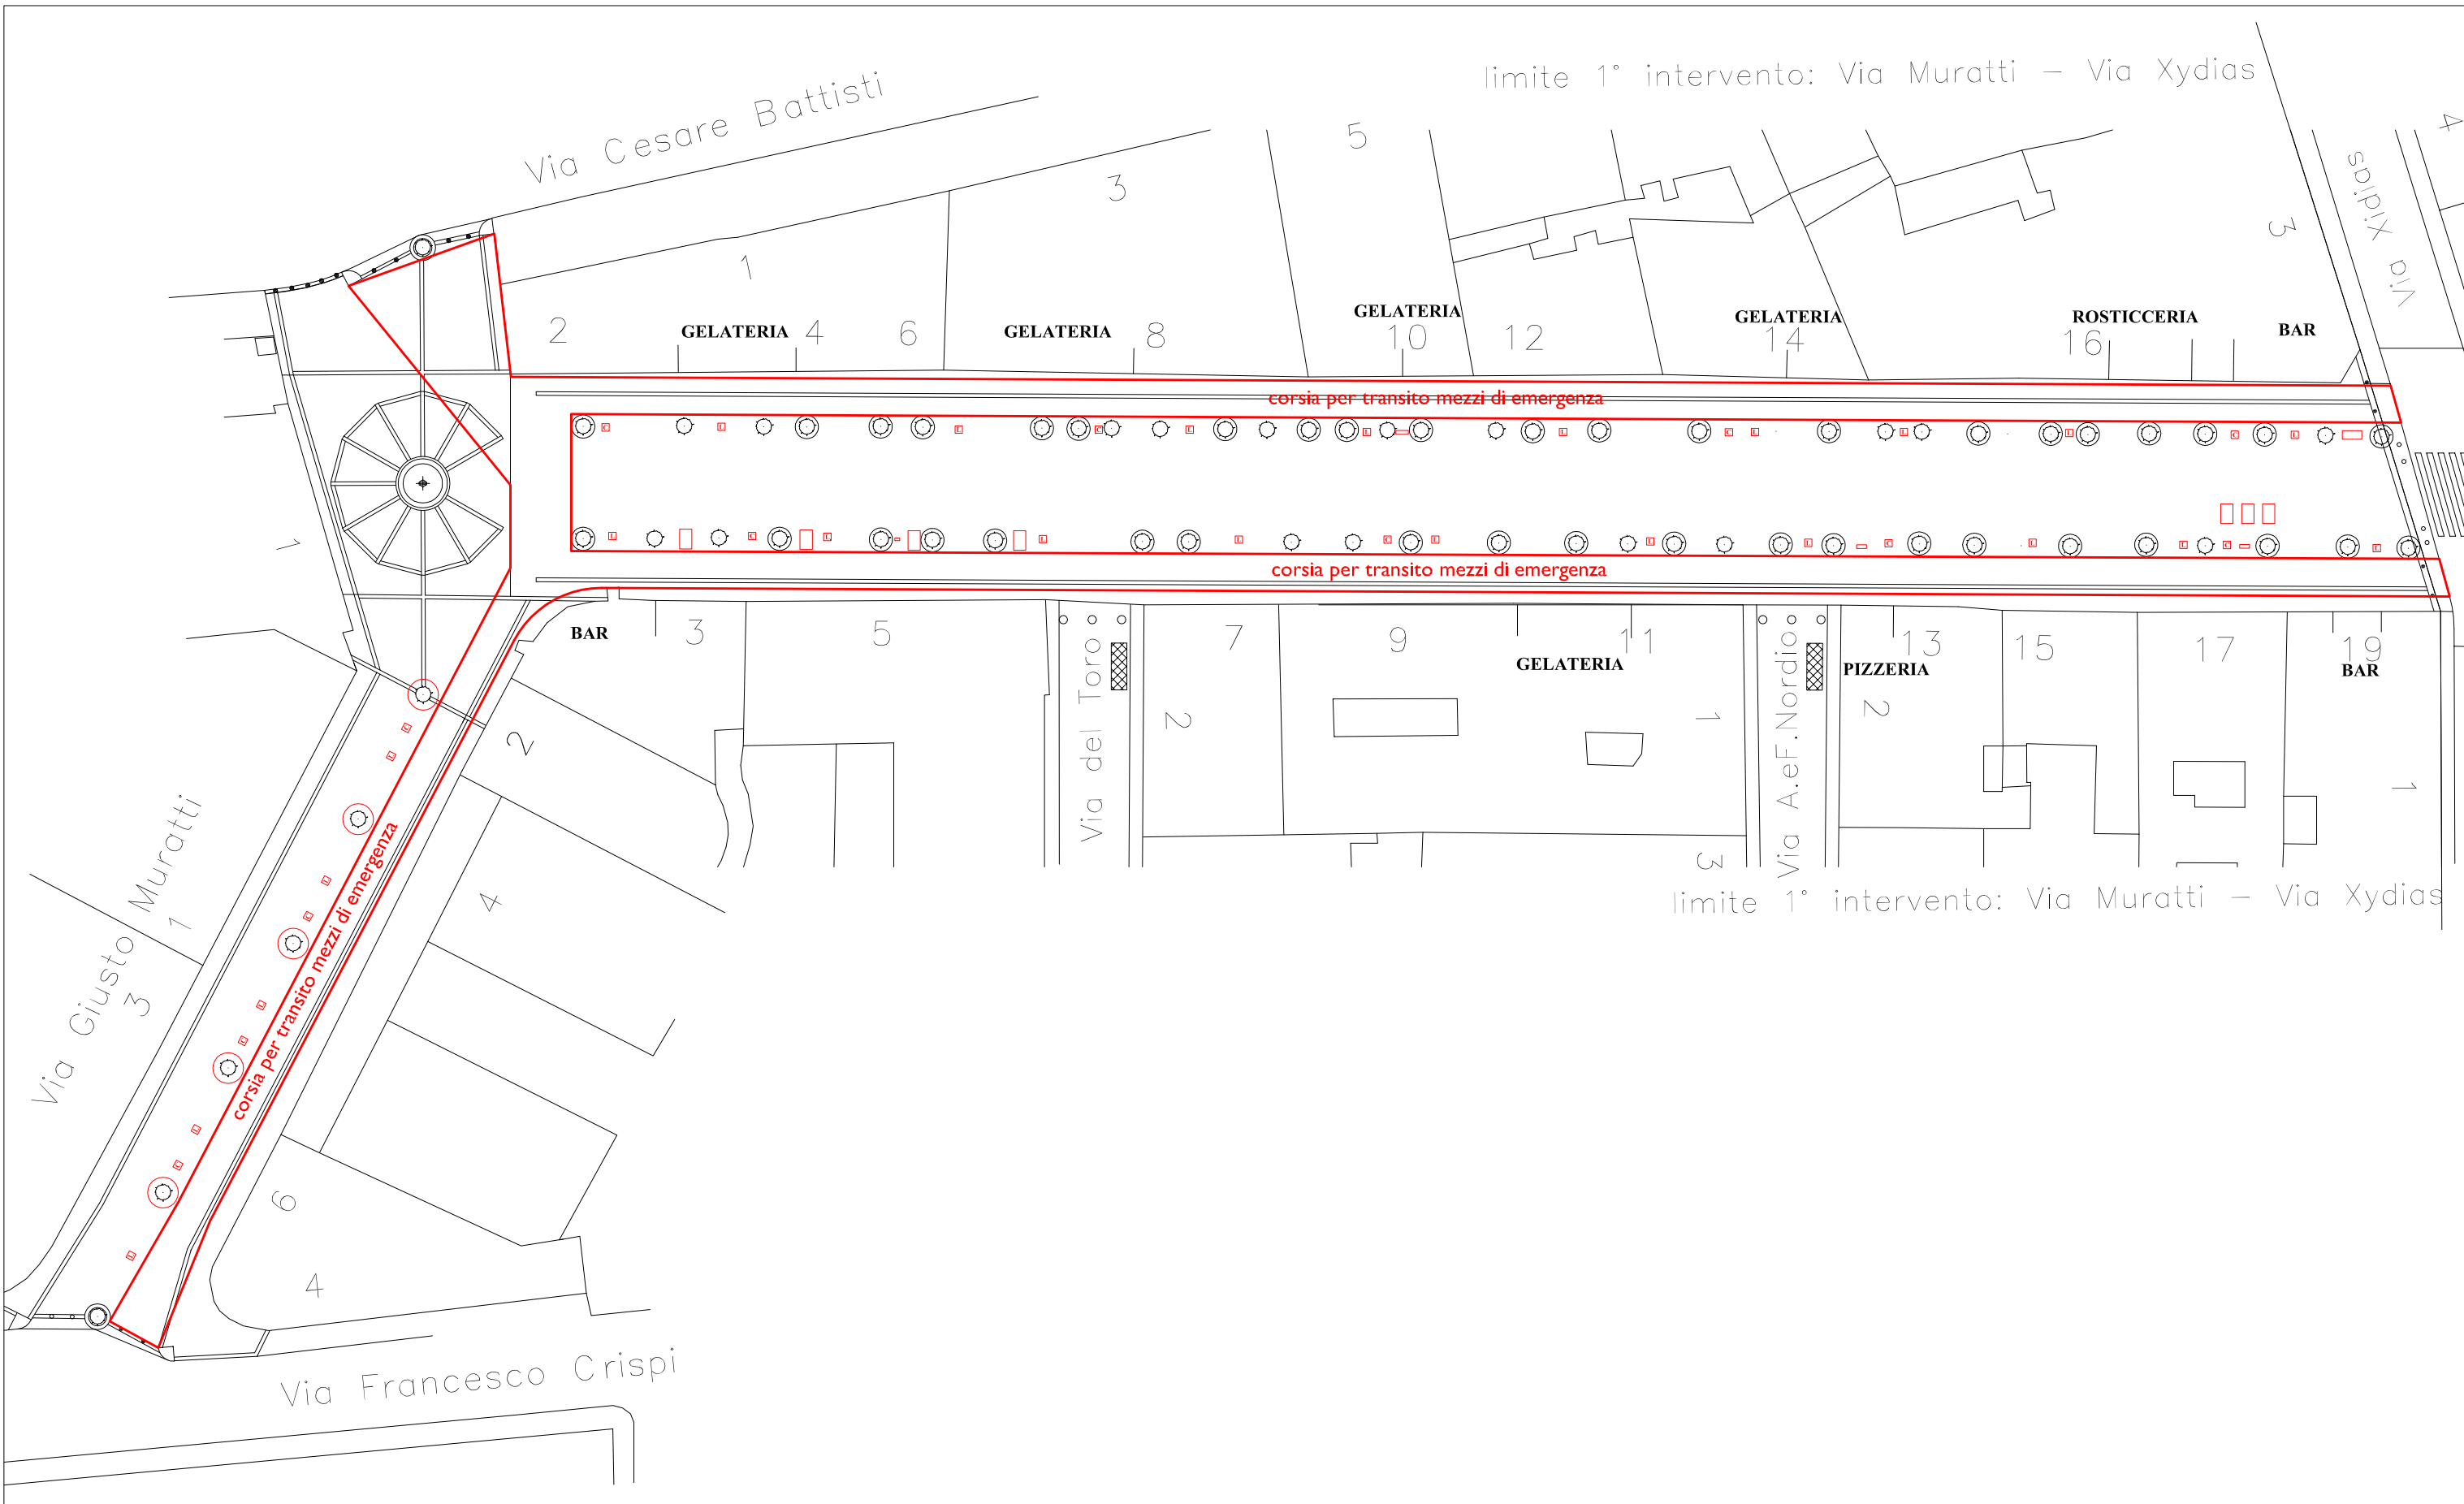 limite 1° intervento: Via Muratti – Via Xydias
Via Cesare Battisti
4
5
3
3
Via Xidias
1
GELATERIA
2
GELATERIA
4
6
GELATERIA
8
10
12
GELATERIA
14
ROSTICCERIA
16
BAR
corsia per transito mezzi di emergenza
C
L
L
C
L
L
L
C
L
L
L
C
L
1
L
C
L
L
L
C
L
L
L
C
L
L
C
L
corsia per transito mezzi di emergenza
BAR
3
5
7
9
11
13
15
17
19
GELATERIA
PIZZERIA
BAR
Via del Toro
2
1
Via A.eF.Nordio
2
1
3
C
L
2
Via Giusto Muratti
1
3
L
C
L
C
L
C
L
corsia per transito mezzi di emergenza
4
6
4
limite 1° intervento: Via Muratti – Via Xydias
Via Francesco Crispi